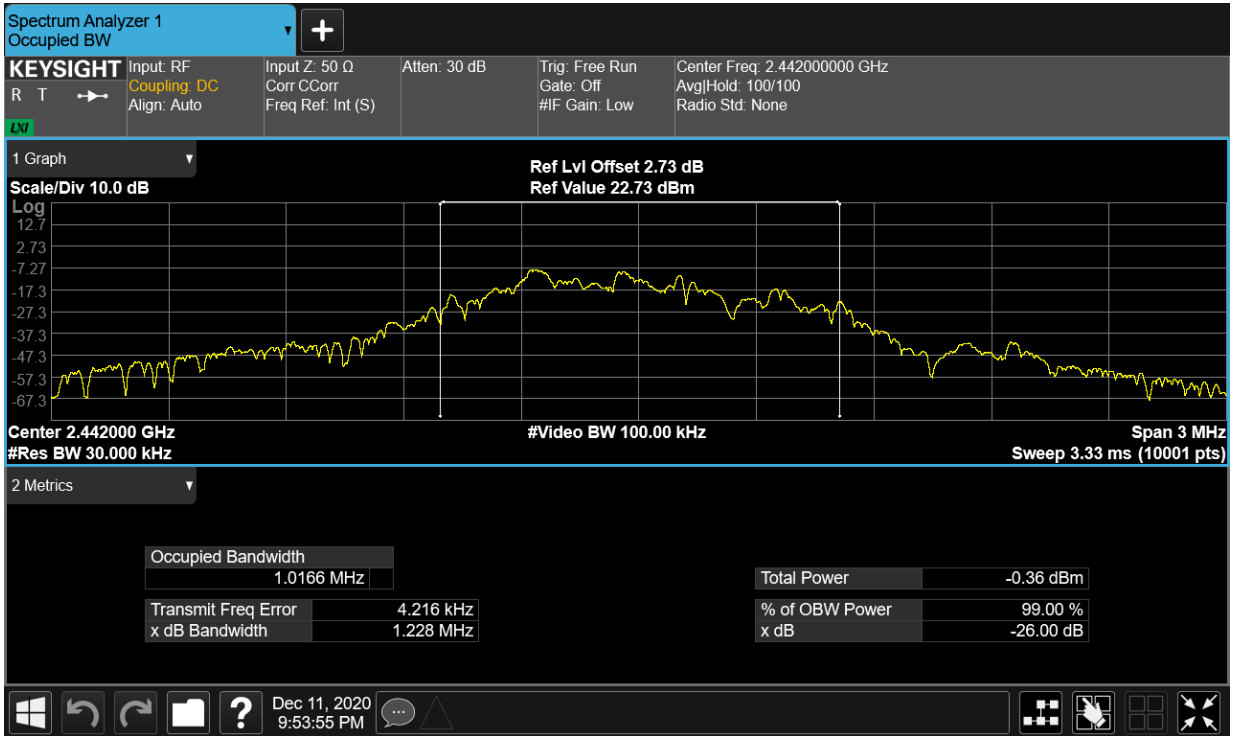 Spectrum Analyzer 1
Occupied BW
KEYSIGHT
R T
LXI
Input: RF
Coupling: DC
Align: Auto
Input Z: 50 Ω
Corr CCorr
Freq Ref: Int (S)
Atten: 30 dB
Trig: Free Run
Gate: Off
#IF Gain: Low
Center Freq: 2.442000000 GHz
Avg|Hold: 100/100
Radio Std: None
1 Graph
Scale/Div 10.0 dB
Ref Lvl Offset 2.73 dB
Ref Value 22.73 dBm
Log
12.7
2.73
-7.27
-17.3
-27.3
-37.3
-47.3
-57.3
-67.3
Center 2.442000 GHz
#Video BW 100.00 kHz
Span 3 MHz
#Res BW 30.000 kHz
Sweep 3.33 ms (10001 pts)
2 Metrics
Occupied Bandwidth
1.0166 MHz
Total Power -0.36 dBm
Transmit Freq Error 4.216 kHz
% of OBW Power 99.00 %
x dB Bandwidth 1.228 MHz
x dB -26.00 dB
?
Dec 11, 2020
9:53:55 PM